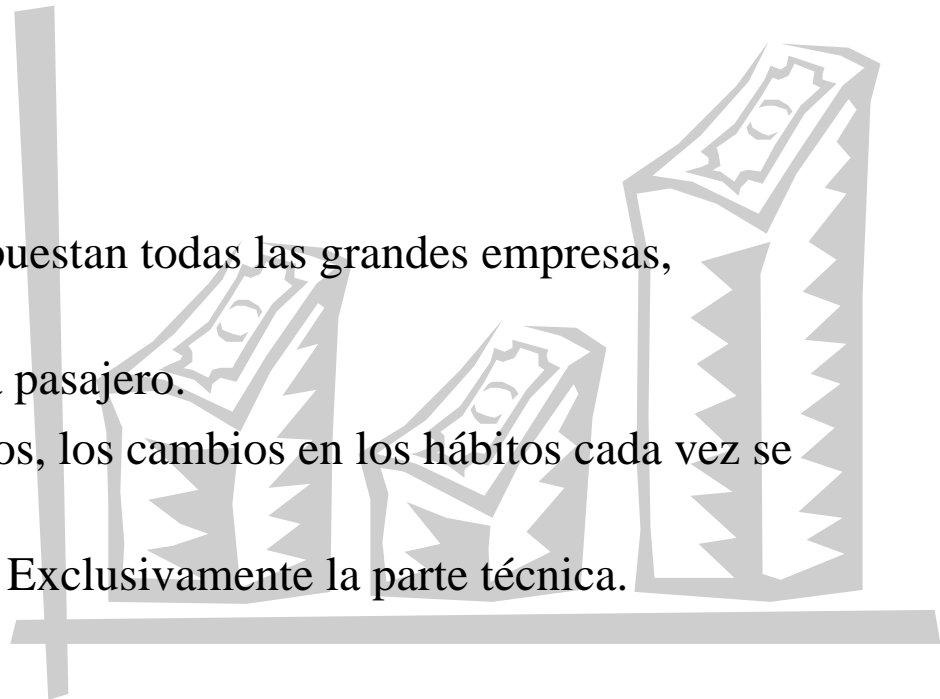 puestan todas las grandes empresas,
pasajero.
os, los cambios en los hábitos cada vez se
Exclusivamente la parte técnica.